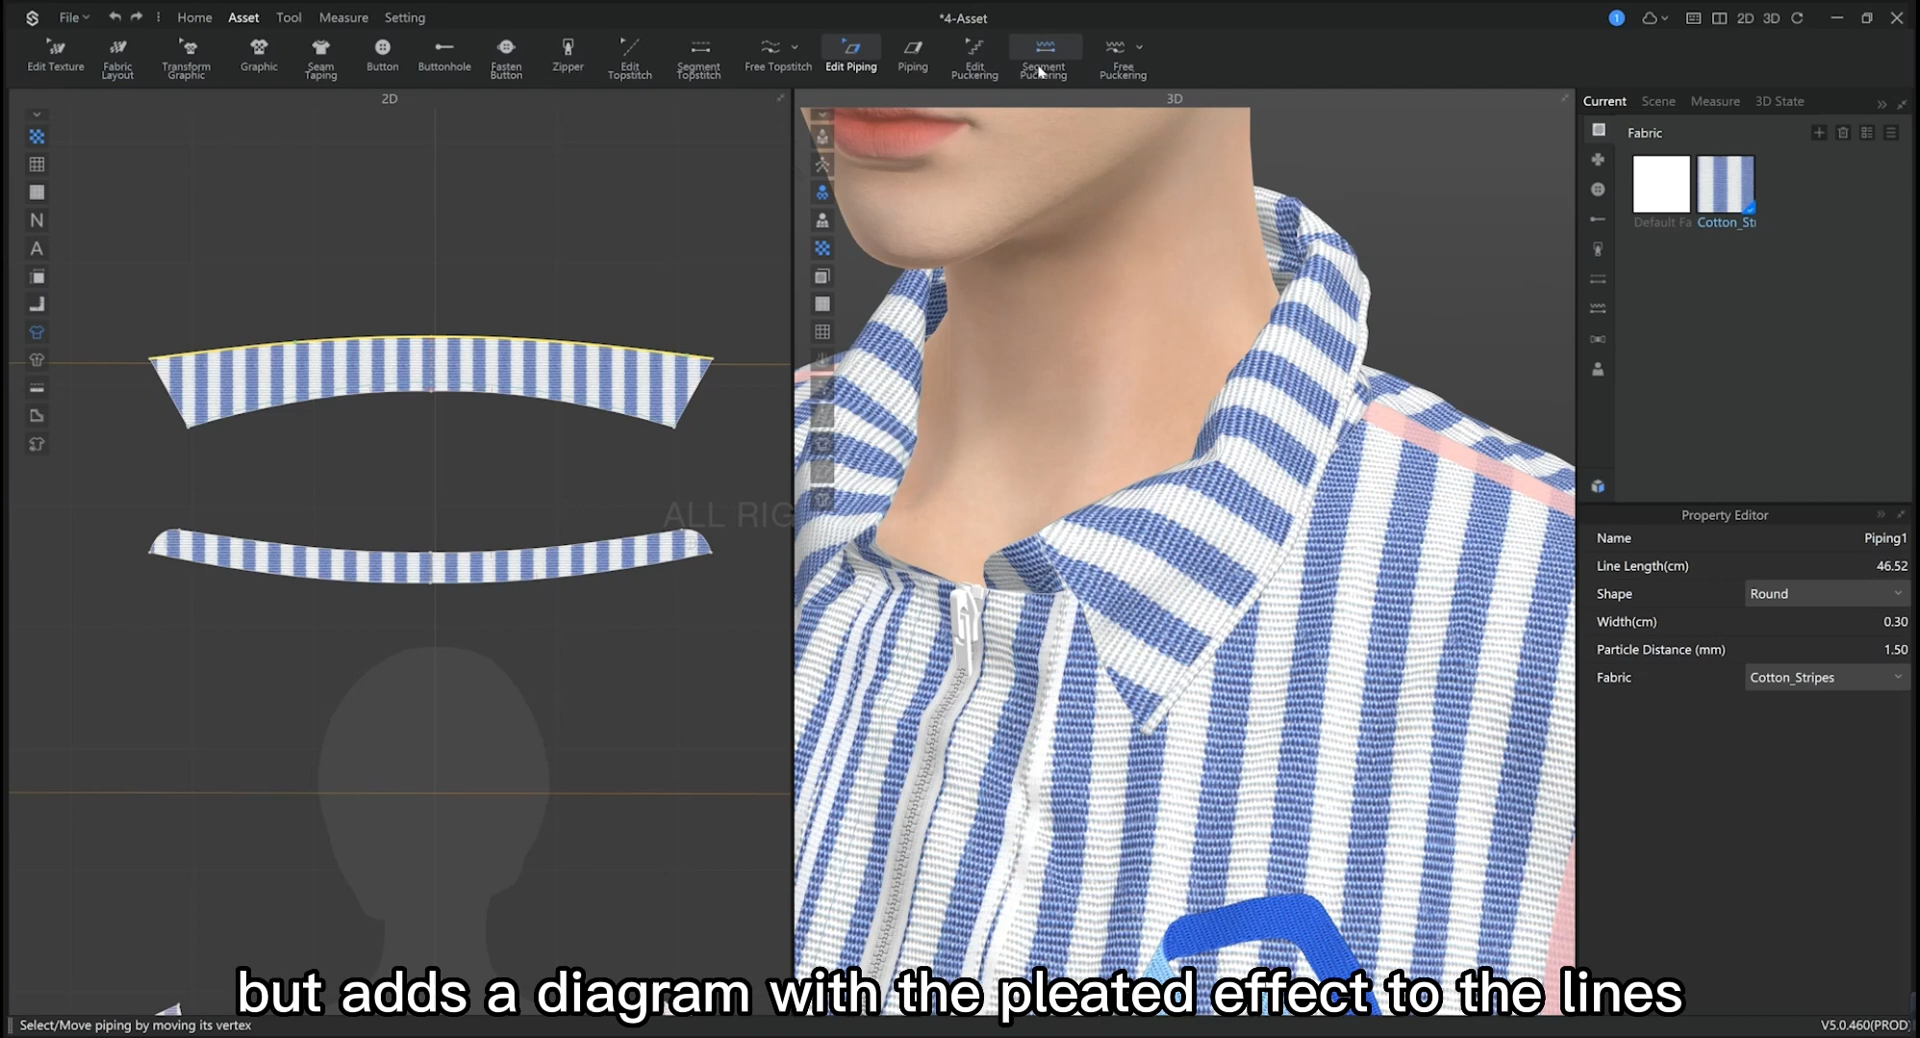 File
Home
Asset
Tool
Measure
Setting
*4-Asset
1
2D
3D
Edit Texture
Fabric
Layout
Transform
Graphic
Graphic
Seam
Taping
Button
Buttonhole
Fasten
Button
Zipper
Edit
Topstitch
Segment
Topstitch
Free Topstitch
Edit Piping
Piping
Edit
Puckering
Segment
Puckering
Free
Puckering
2D
3D
N
A
ALL RIG
Current
Scene
Measure
3D State
Fabric
Default Fa
Cotton_Str
Property Editor
Name
Piping1
Line Length(cm)
46.52
Shape
Round
Width(cm)
0.30
Particle Distance (mm)
1.50
Fabric
Cotton_Stripes
but adds a diagram with the pleated effect to the lines
Select/Move piping by moving its vertex
V5.0.460(PROD)